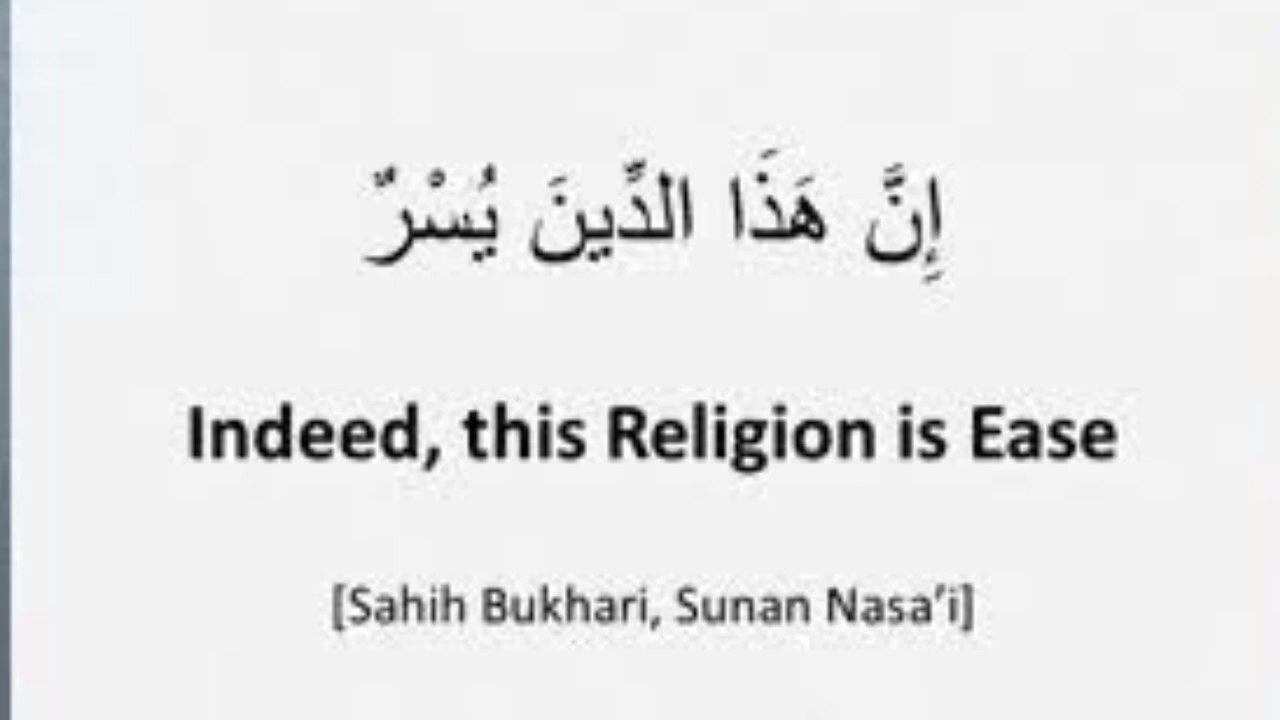 إِنَّ هَذَا الدِّينَ يُسْرٌ
Indeed, this Religion is Ease
[Sahih Bukhari, Sunan Nasa’i]